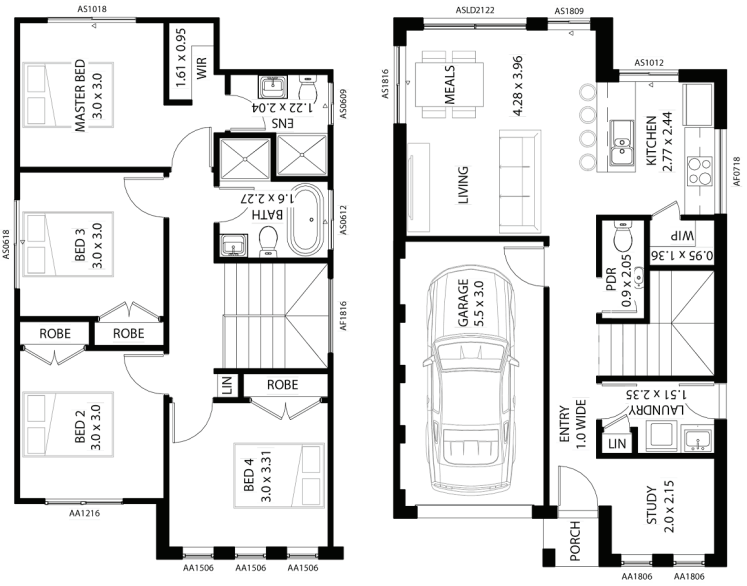 AS1018
MASTER BED
3.0 x 3.0
1.61 x 0.95
WIR
1.22 x 2.04
ENS
AS0609
1.6 x 2.27
BATH
AS0612
AS0618
BED 3
3.0 x 3.0
ROBE
ROBE
AF1816
LIN
ROBE
BED 2
3.0 x 3.0
BED 4
3.0 x 3.31
AA1216
AA1506
AA1506
AA1506
ASLD2122
AS1809
AS1816
MEALS
4.28 x 3.96
LIVING
AS1012
KITCHEN
2.77 x 2.44
AF0718
WIP
0.95 x 1.36
PDR
0.9 x 2.05
GARAGE
5.5 x 3.0
1.51 x 2.35
LAUNDRY
LIN
ENTRY
1.0 WIDE
STUDY
2.0 x 2.15
PORCH
AA1806
AA1806